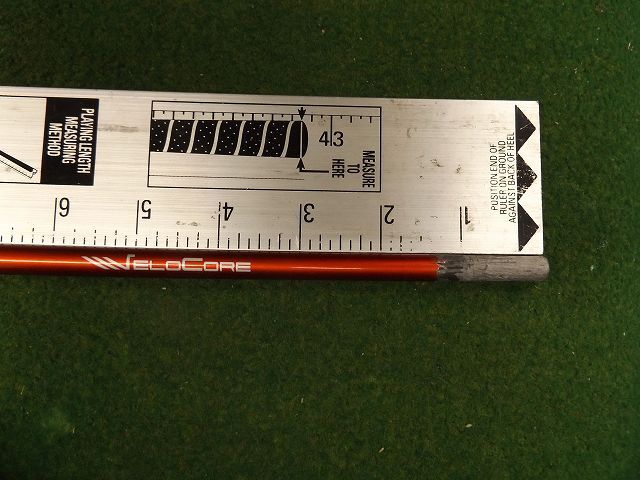 PLAYING LENGTH
MEASURING
METHOD
43
MEASURE
TO
HERE
POSITION END OF
RULER ON GROUND
AGAINST BACK OF HEEL
6
5
4
3
2
1
VELOCORE